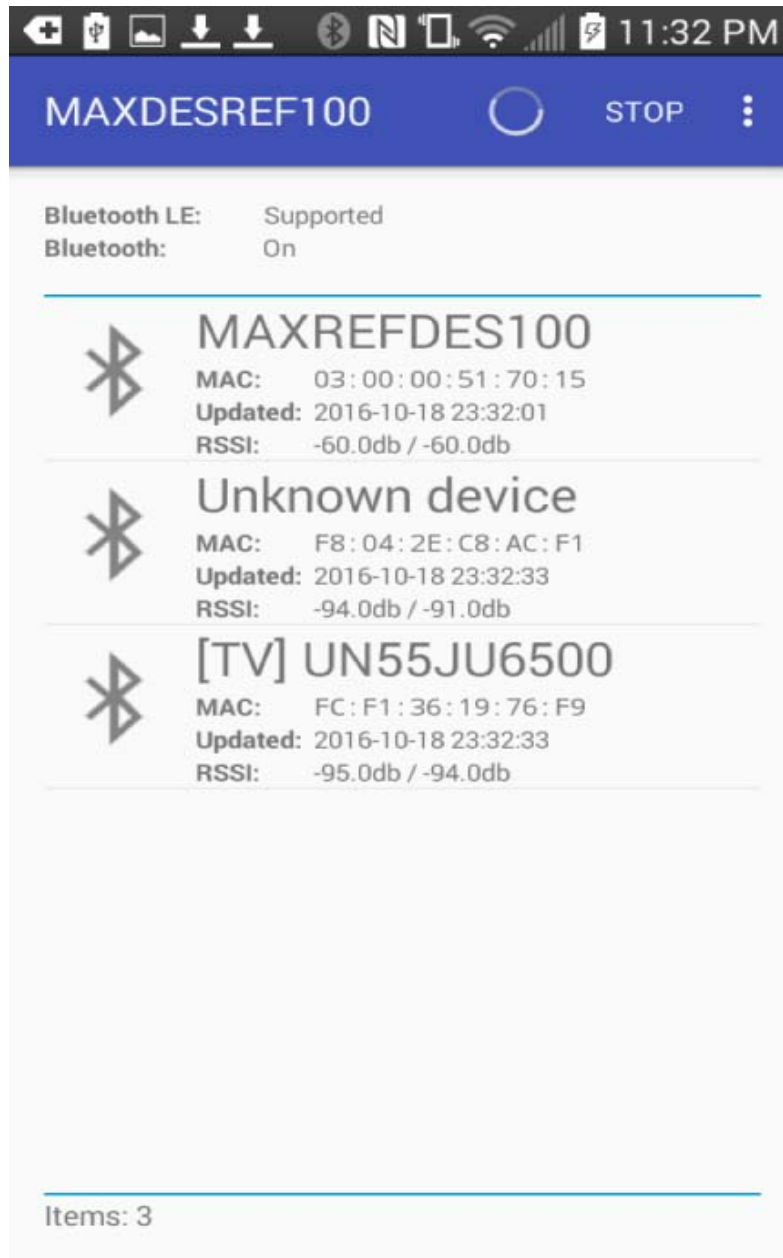 11:32 PM
MAXDESREF100 STOP
Bluetooth LE: Supported
Bluetooth: On
MAXREFDES100
MAC: 03:00:00:51:70:15
Updated: 2016-10-18 23:32:01
RSSI: -60.0db / -60.0db
Unknown device
MAC: F8:04:2E:C8:AC:F1
Updated: 2016-10-18 23:32:33
RSSI: -94.0db / -91.0db
[TV] UN55JU6500
MAC: FC:F1:36:19:76:F9
Updated: 2016-10-18 23:32:33
RSSI: -95.0db / -94.0db
Items: 3